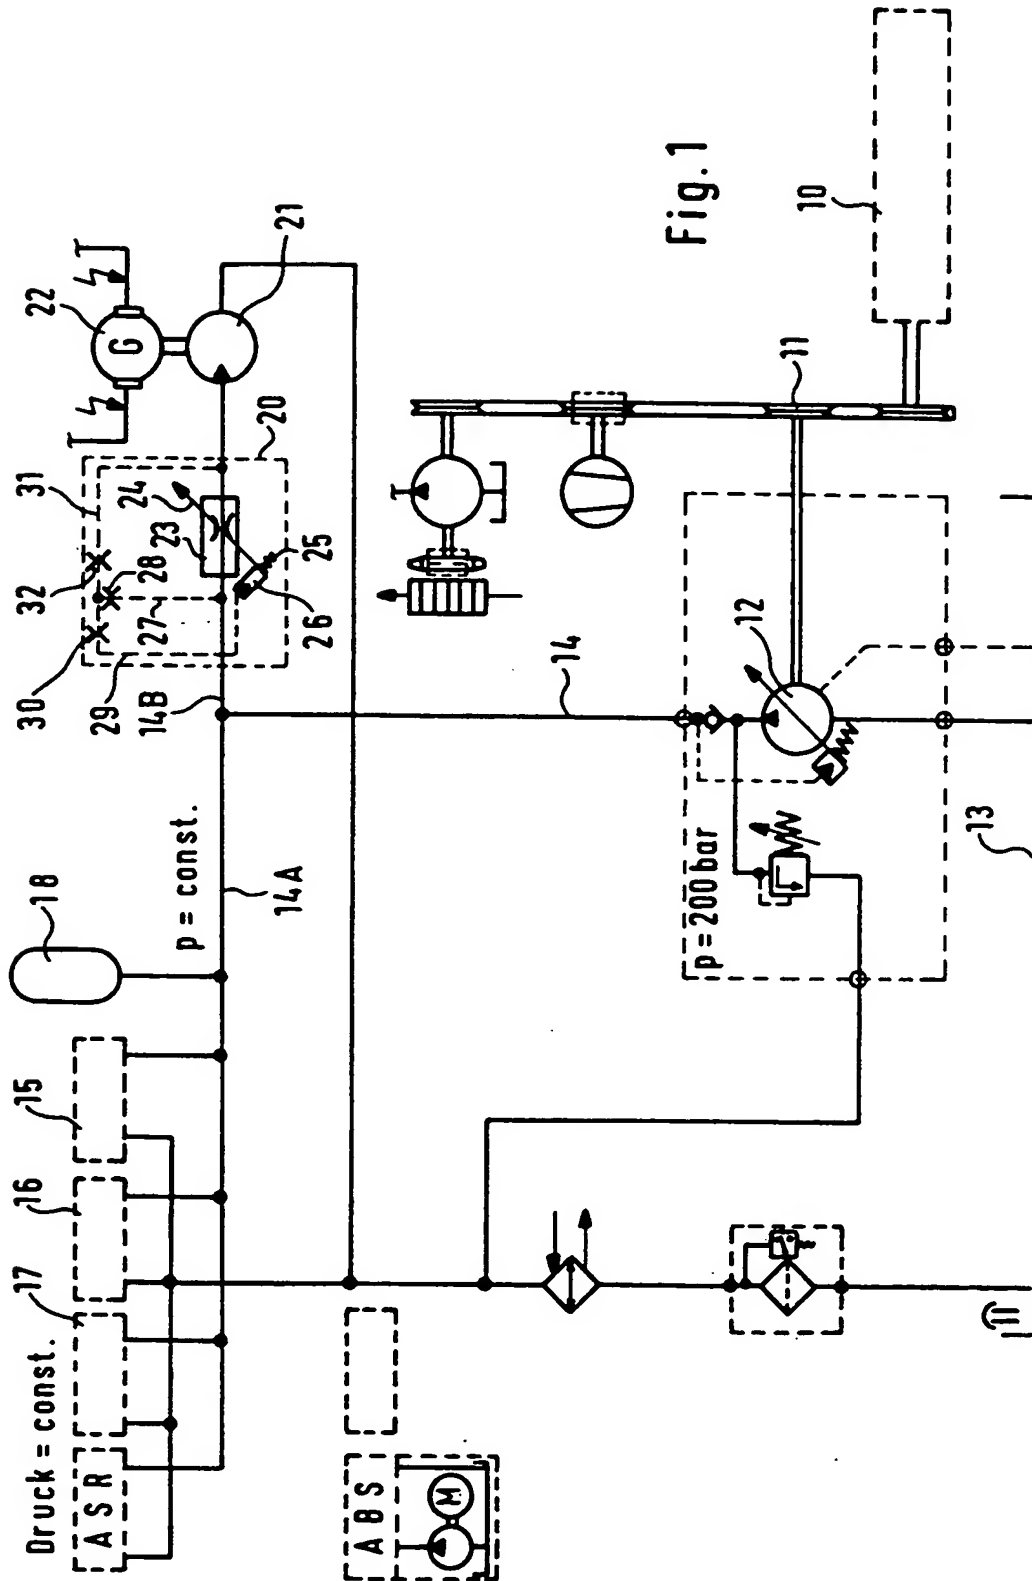 Druck = const.
ASR
17
16
15
18
p = const.
14A
14B
29
30
27
32
28
31
23
24
26
25
20
22
G
21
ABS
M
14
p = 200 bar
12
11
10
13
Fig. 1